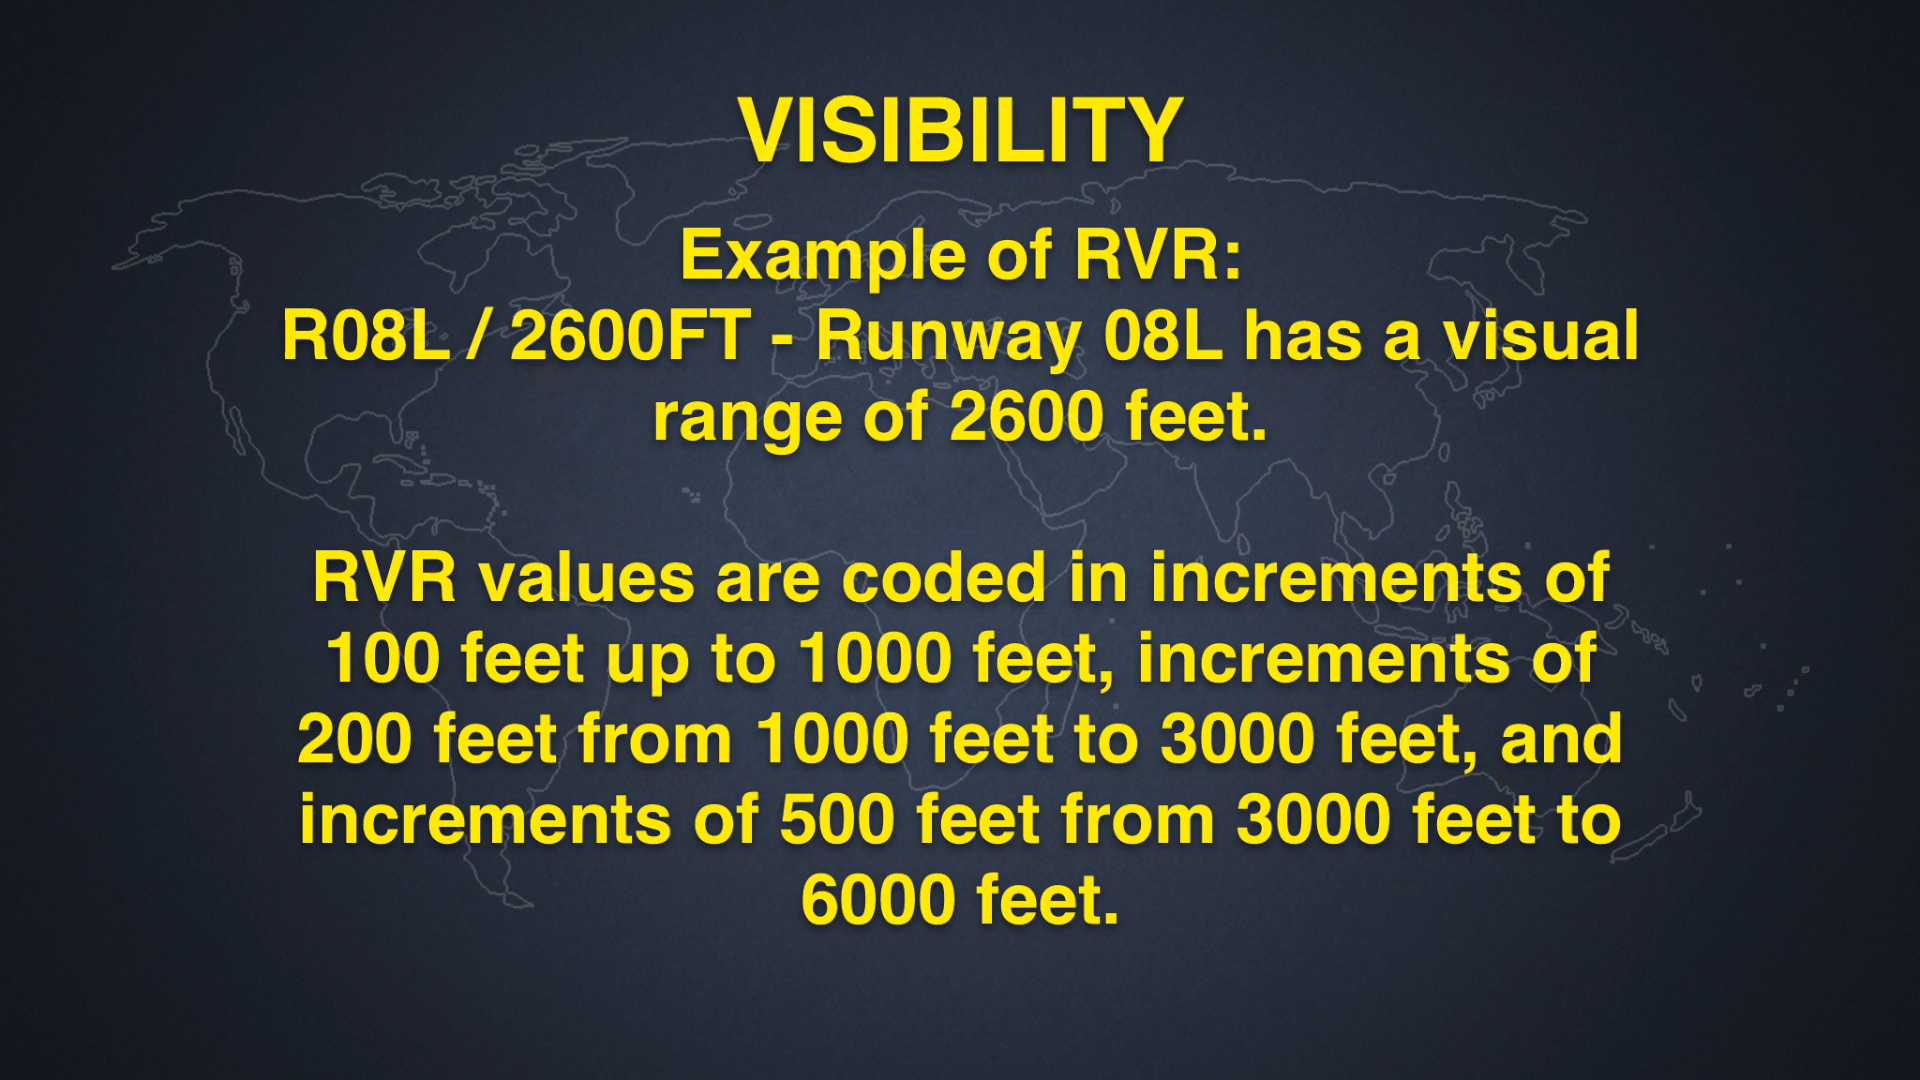 VISIBILITY
Example of RVR:
R08L / 2600FT - Runway 08L has a visual
range of 2600 feet.
RVR values are coded in increments of
100 feet up to 1000 feet, increments of
200 feet from 1000 feet to 3000 feet, and
increments of 500 feet from 3000 feet to
6000 feet.